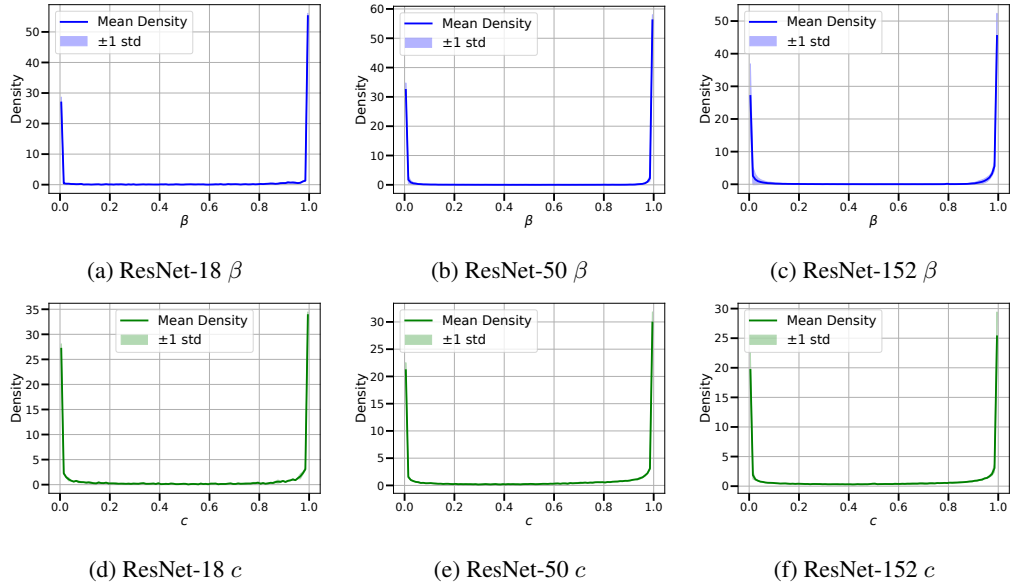 Mean Density
±1 std
Density
50
40
30
20
10
0
0.0 0.2 0.4 0.6 0.8 1.0
β
(a) ResNet-18 β
Mean Density
±1 std
Density
60
50
40
30
20
10
0
0.0 0.2 0.4 0.6 0.8 1.0
β
(b) ResNet-50 β
Mean Density
±1 std
Density
50
40
30
20
10
0
0.0 0.2 0.4 0.6 0.8 1.0
β
(c) ResNet-152 β
Mean Density
±1 std
Density
35
30
25
20
15
10
5
0
0.0 0.2 0.4 0.6 0.8 1.0
c
(d) ResNet-18 c
Mean Density
±1 std
Density
30
25
20
15
10
5
0
0.0 0.2 0.4 0.6 0.8 1.0
c
(e) ResNet-50 c
Mean Density
±1 std
Density
30
25
20
15
10
5
0
0.0 0.2 0.4 0.6 0.8 1.0
c
(f) ResNet-152 c